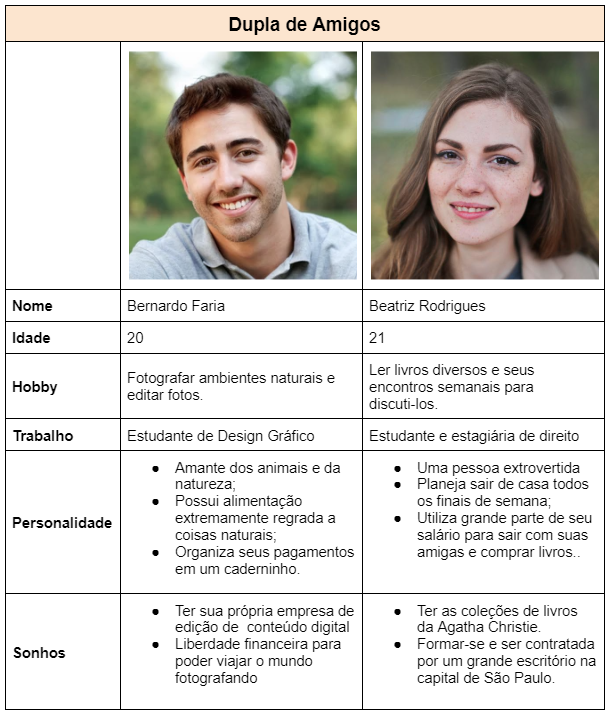 Dupla de Amigos
Nome
Bernardo Faria
Beatriz Rodrigues
Idade
20
21
Hobby
Fotografar ambientes naturais e
editar fotos.
Ler livros diversos e seus
encontros semanais para
discuti-los.
Trabalho
Estudante de Design Gráfico
Estudante e estagiária de direito
Personalidade
● Amante dos animais e da
natureza;
● Possui alimentação
extremamente regrada a
coisas naturais;
● Organiza seus pagamentos
em um caderninho.
● Uma pessoa extrovertida
● Planeja sair de casa todos
os finais de semana;
● Utiliza grande parte de seu
salário para sair com suas
amigas e comprar livros..
Sonhos
● Ter sua própria empresa de
edição de conteúdo digital
● Liberdade financeira para
poder viajar o mundo
fotografando
● Ter as coleções de livros
da Agatha Christie.
● Formar-se e ser contratada
por um grande escritório na
capital de São Paulo.